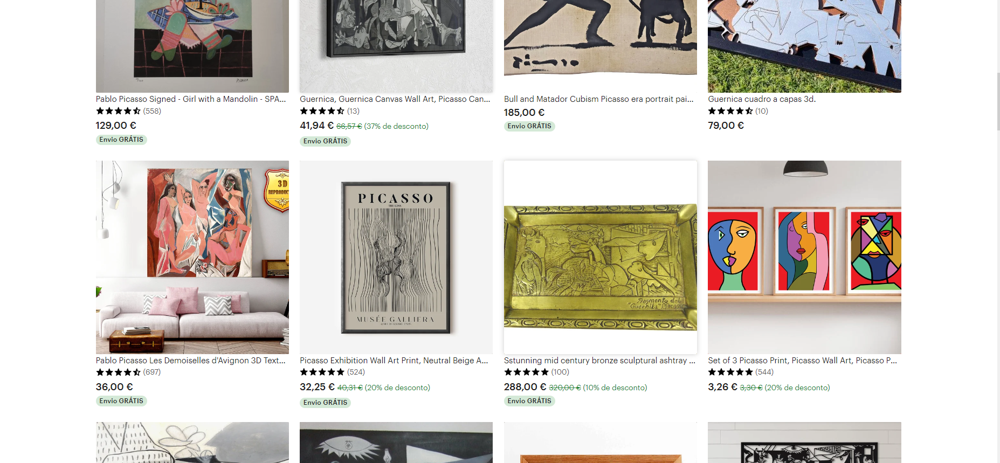 Picasso
Picasso
Pablo Picasso Signed - Girl with a Mandolin - SPA...
(558)
129,00 €
Envio GRÁTIS
Guernica, Guernica Canvas Wall Art, Picasso Can...
(13)
41,94 € 66,57 € (37% de desconto)
Envio GRÁTIS
Bull and Matador Cubism Picasso era portrait pai...
185,00 €
Envio GRÁTIS
Guernica cuadro a capas 3d.
(10)
79,00 €
3D
PICASSO
THE KISS
MUSÉE GALLIERA
Fragmento del
"Guernika" P.Picasso
Pablo Picasso Les Demoiselles d'Avignon 3D Text...
(697)
36,00 €
Envio GRÁTIS
Picasso Exhibition Wall Art Print, Neutral Beige A...
(524)
32,25 € 40,31 € (20% de desconto)
Envio GRÁTIS
Sstunning mid century bronze sculptural ashtray ...
(100)
288,00 € 320,00 € (10% de desconto)
Envio GRÁTIS
Set of 3 Picasso Print, Picasso Wall Art, Picasso P...
(544)
3,26 € 3,30 € (20% de desconto)